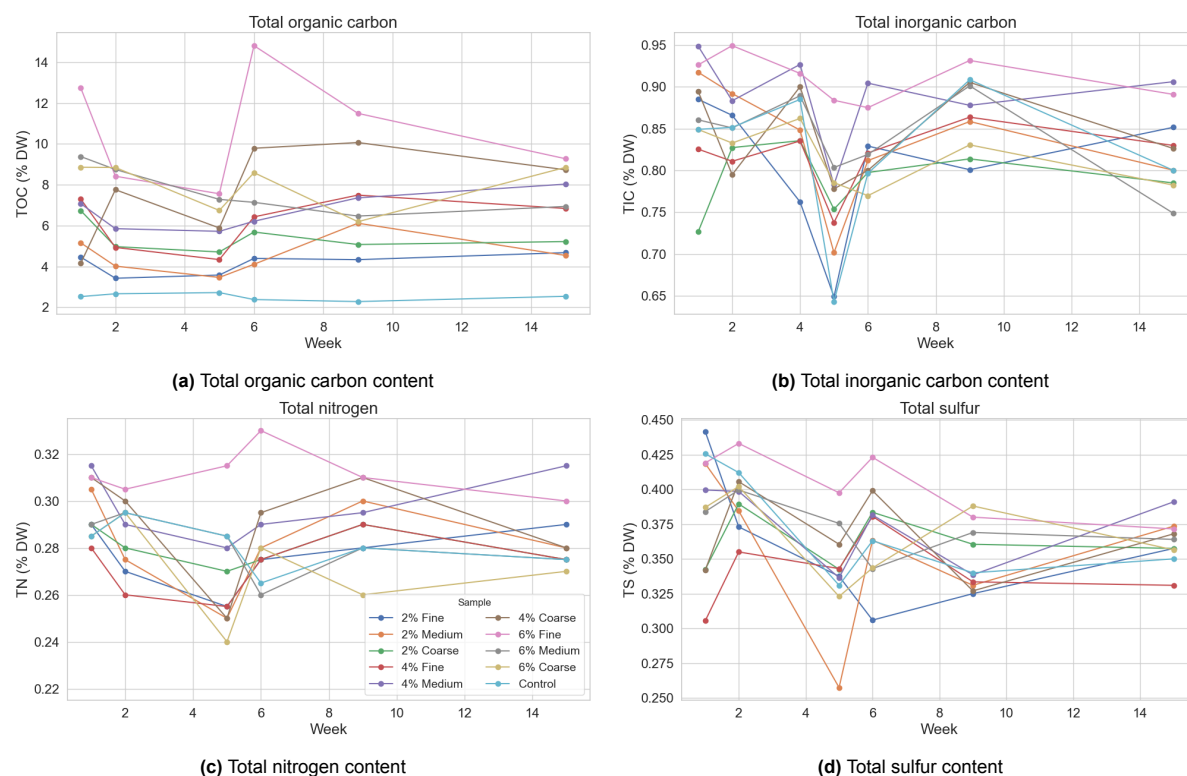 Total organic carbon
14
12
10
8
6
4
2
TOC (% DW)
2 4 6 8 10 12 14
Week
(a) Total organic carbon content
Total inorganic carbon
0.95
0.90
0.85
0.80
0.75
0.70
0.65
TIC (% DW)
2 4 6 8 10 12 14
Week
(b) Total inorganic carbon content
Total nitrogen
0.32
0.30
0.28
0.26
0.24
0.22
TN (% DW)
Sample
2% Fine
2% Medium
2% Coarse
4% Fine
4% Medium
4% Coarse
6% Fine
6% Medium
6% Coarse
Control
2 4 6 8 10 12 14
Week
(c) Total nitrogen content
Total sulfur
0.450
0.425
0.400
0.375
0.350
0.325
0.300
0.275
0.250
TS (% DW)
2 4 6 8 10 12 14
Week
(d) Total sulfur content